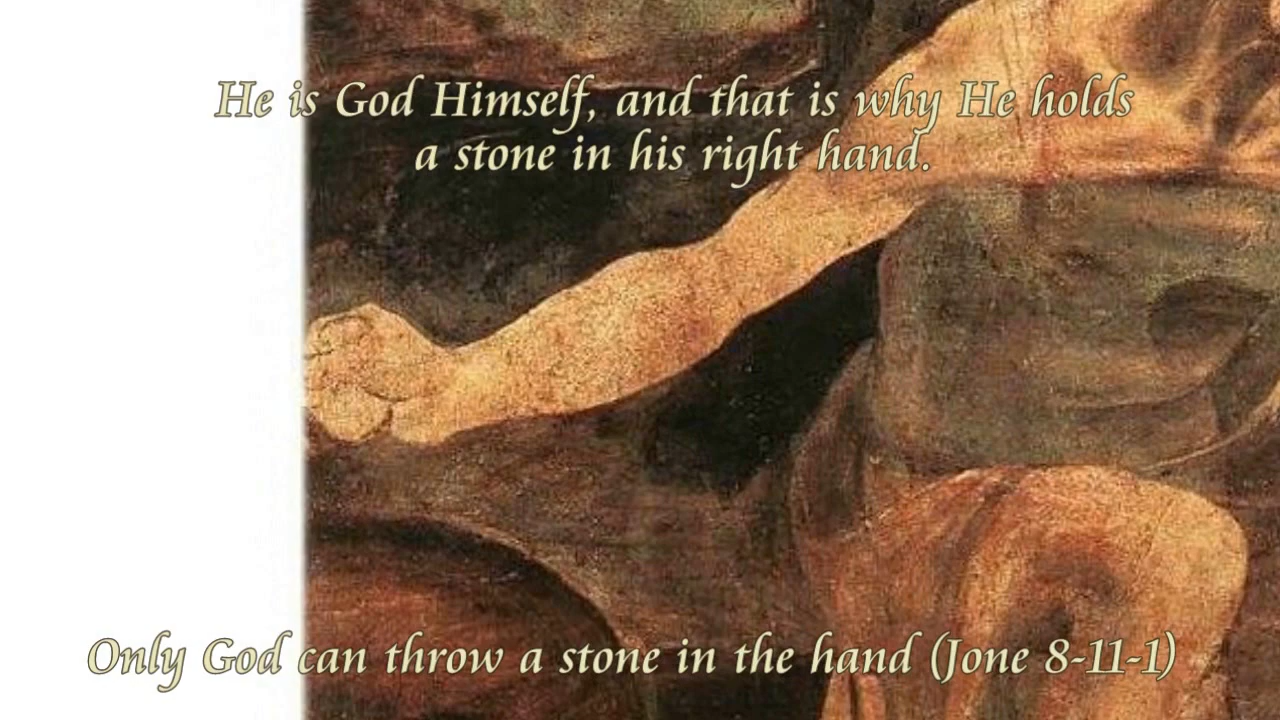 He is God Himself, and that is why He holds
a stone in his right hand.
Only God can throw a stone in the hand (Jone 8-11-1)